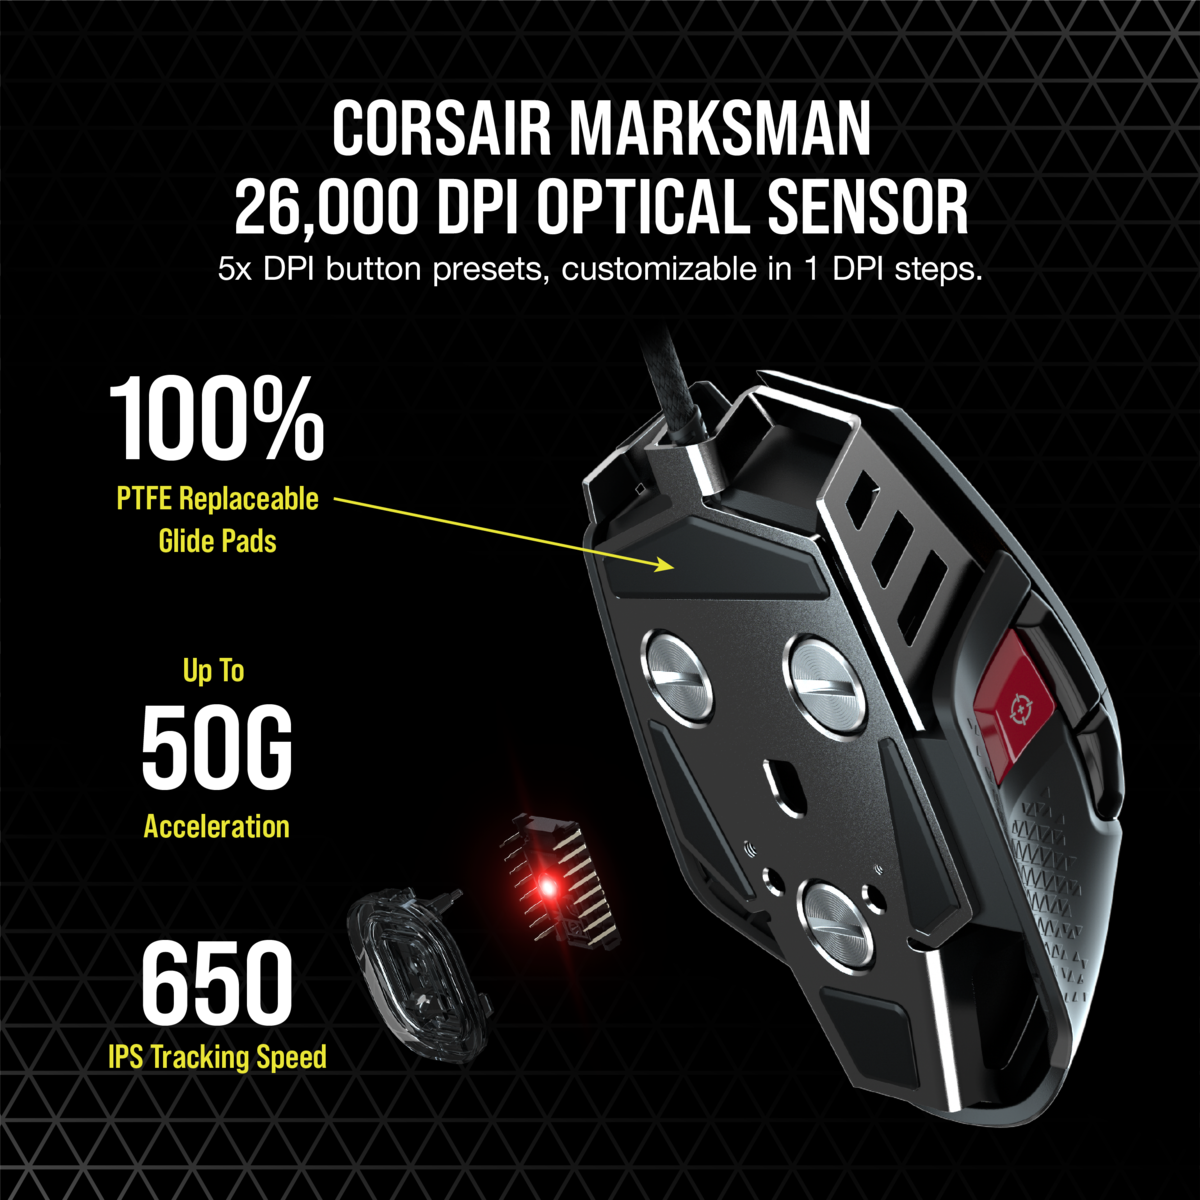 CORSAIR MARKSMAN
26,000 DPI OPTICAL SENSOR
5x DPI button presets, customizable in 1 DPI steps.
100%
PTFE Replaceable
Glide Pads
Up To
50G
Acceleration
650
IPS Tracking Speed